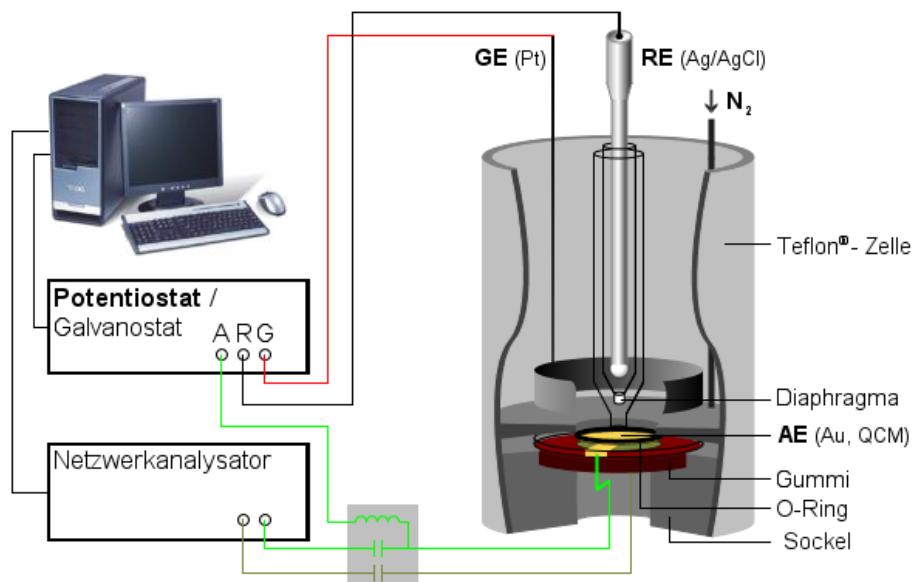 GE (Pt)
RE (Ag/AgCl)
N₂
Teflon®- Zelle
Potentiostat /
Galvanostat
A R G
Diaphragma
AE (Au, QCM)
Netzwerkanalysator
Gummi
O-Ring
Sockel